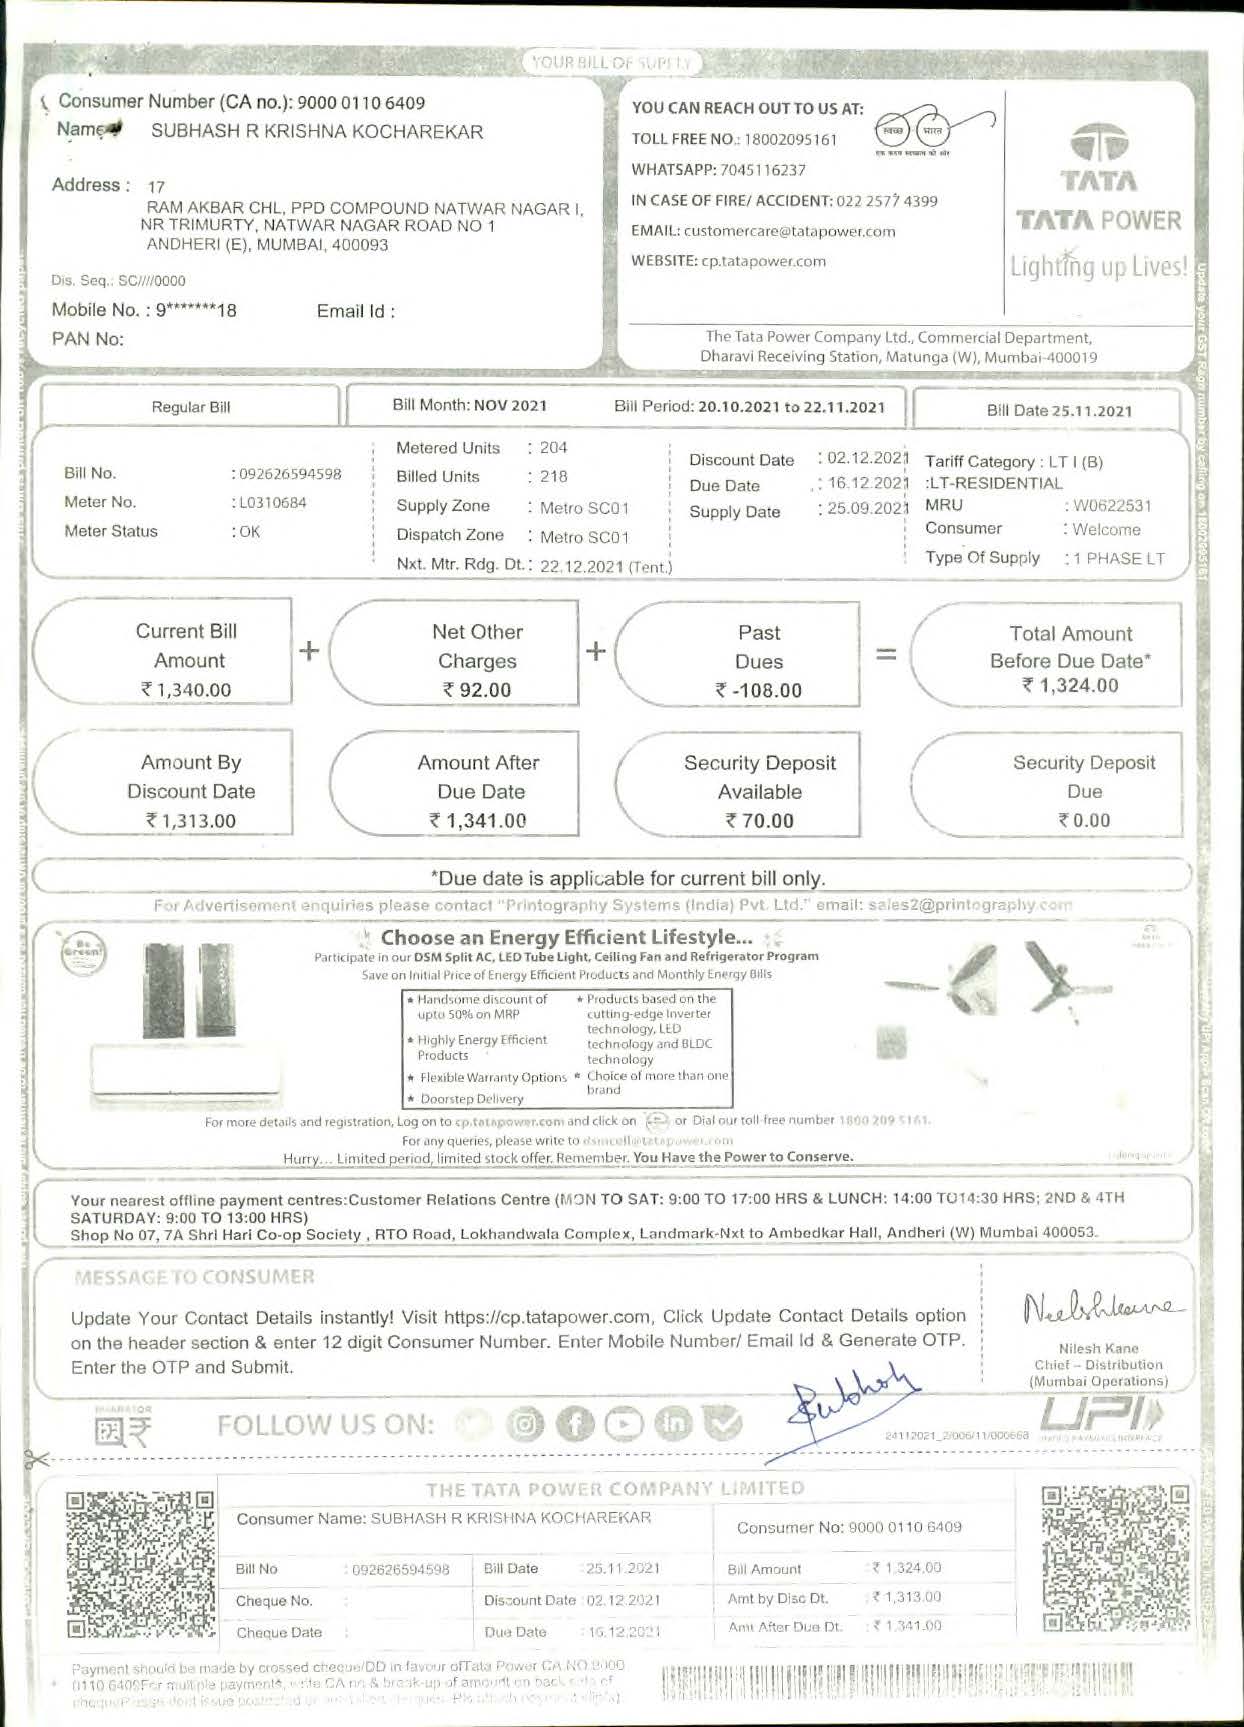 YOUR BILL OF SUPPLY
Consumer Number (CA no.): 9000 0110 6409
Name SUBHASH R KRISHNA KOCHAREKAR
Address : 17
RAM AKBAR CHL, PPD COMPOUND NATWAR NAGAR I,
NR TRIMURTY, NATWAR NAGAR ROAD NO 1
ANDHERI (E), MUMBAI, 400093
Dis. Seq.: SC////0000
Mobile No. : 9*******18 Email Id :
PAN No:
YOU CAN REACH OUT TO US AT:
TOLL FREE NO.: 18002095161
WHATSAPP: 7045116237
IN CASE OF FIRE/ ACCIDENT: 022 2577 4399
EMAIL: customercare@tatapower.com
WEBSITE: cp.tatapower.com
स्वच्छ भारत
एक कदम स्वच्छता की ओर
TATA
TATA POWER
Lighting up Lives!
The Tata Power Company Ltd., Commercial Department,
Dharavi Receiving Station, Matunga (W), Mumbai-400019
Regular Bill
Bill Month: NOV 2021 Bill Period: 20.10.2021 to 22.11.2021
Bill Date 25.11.2021
Bill No. : 092626594598
Meter No. : L0310684
Meter Status : OK
Metered Units : 204
Billed Units : 218
Supply Zone : Metro SC01
Dispatch Zone : Metro SC01
Nxt. Mtr. Rdg. Dt.: 22.12.2021 (Tent.)
Discount Date : 02.12.2021
Due Date : 16.12.2021
Supply Date : 25.09.2021
Tariff Category : LT I (B)
:LT-RESIDENTIAL
MRU : W0622531
Consumer : Welcome
Type Of Supply : 1 PHASE LT
Current Bill
Amount
₹ 1,340.00
+
Net Other
Charges
₹ 92.00
+
Past
Dues
₹ -108.00
=
Total Amount
Before Due Date*
₹ 1,324.00
Amount By
Discount Date
₹ 1,313.00
Amount After
Due Date
₹ 1,341.00
Security Deposit
Available
₹ 70.00
Security Deposit
Due
₹ 0.00
*Due date is applicable for current bill only.
For Advertisement enquiries please contact "Printography Systems (India) Pvt. Ltd." email: sales2@printography.com
Be Green!
Choose an Energy Efficient Lifestyle...
Participate in our DSM Split AC, LED Tube Light, Ceiling Fan and Refrigerator Program
Save on Initial Price of Energy Efficient Products and Monthly Energy Bills
* Handsome discount of
upto 50% on MRP
* Highly Energy Efficient
Products
* Flexible Warranty Options
* Doorstep Delivery
* Products based on the
cutting-edge Inverter
technology, LED
technology and BLDC
technology
* Choice of more than one
brand
For more details and registration, Log on to cp.tatapower.com and click on or Dial our toll-free number 1800 209 5161.
For any queries, please write to dsmcell@tatapower.com
Hurry... Limited period, limited stock offer. Remember. You Have the Power to Conserve.
Your nearest offline payment centres:Customer Relations Centre (MON TO SAT: 9:00 TO 17:00 HRS & LUNCH: 14:00 TO14:30 HRS; 2ND & 4TH
SATURDAY: 9:00 TO 13:00 HRS)
Shop No 07, 7A Shri Hari Co-op Society , RTO Road, Lokhandwala Complex, Landmark-Nxt to Ambedkar Hall, Andheri (W) Mumbai 400053.
MESSAGE TO CONSUMER
Update Your Contact Details instantly! Visit https://cp.tatapower.com, Click Update Contact Details option
on the header section & enter 12 digit Consumer Number. Enter Mobile Number/ Email Id & Generate OTP.
Enter the OTP and Submit.
Nilesh Kane
Chief – Distribution
(Mumbai Operations)
Subhash
FOLLOW US ON:
24112021_2/006/11/000668
UPI
UNIFIED PAYMENTS INTERFACE
THE TATA POWER COMPANY LIMITED
Consumer Name: SUBHASH R KRISHNA KOCHAREKAR
Consumer No: 9000 0110 6409
Bill No : 092626594598 Bill Date : 25.11.2021 Bill Amount : ₹ 1,324.00
Cheque No. : Discount Date : 02.12.2021 Amt by Disc Dt. : ₹ 1,313.00
Cheque Date : Due Date : 16.12.2021 Amt After Due Dt. : ₹ 1,341.00
Payment should be made by crossed cheque/DD in favour ofTata Power CA NO 9000
0110 6409For multiple payments, write CA no & break-up of amount on back side of
Update your GST Regn number by calling on 18002095161